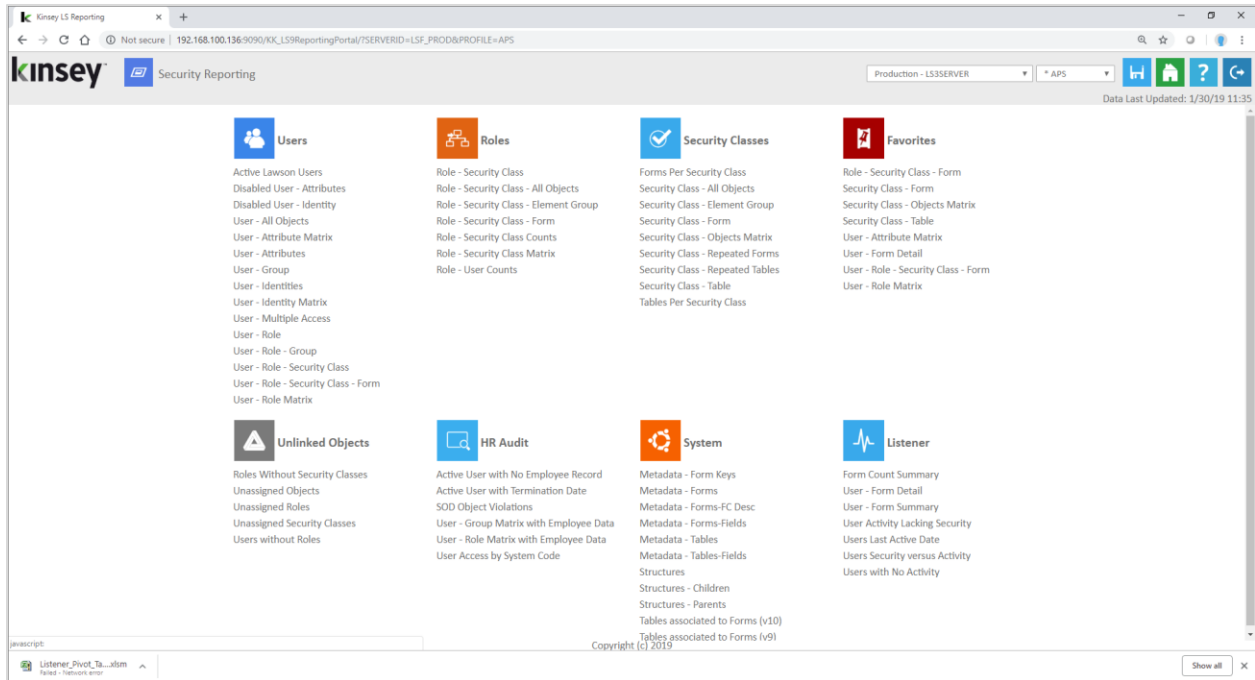 Kinsey LS Reporting
Not secure | 192.168.100.136:9090/KK_LS9ReportingPortal/?SERVERID=LSF_PROD&PROFILE=APS
kinsey Security Reporting
Production - LS3SERVER
* APS
?
Data Last Updated: 1/30/19 11:35
Users
Active Lawson Users
Disabled User - Attributes
Disabled User - Identity
User - All Objects
User - Attribute Matrix
User - Attributes
User - Group
User - Identities
User - Identity Matrix
User - Multiple Access
User - Role
User - Role - Group
User - Role - Security Class
User - Role - Security Class - Form
User - Role Matrix
Roles
Role - Security Class
Role - Security Class - All Objects
Role - Security Class - Element Group
Role - Security Class - Form
Role - Security Class Counts
Role - Security Class Matrix
Role - User Counts
Security Classes
Forms Per Security Class
Security Class - All Objects
Security Class - Element Group
Security Class - Form
Security Class - Objects Matrix
Security Class - Repeated Forms
Security Class - Repeated Tables
Security Class - Table
Tables Per Security Class
Favorites
Role - Security Class - Form
Security Class - Form
Security Class - Objects Matrix
Security Class - Table
User - Attribute Matrix
User - Form Detail
User - Role - Security Class - Form
User - Role Matrix
Unlinked Objects
Roles Without Security Classes
Unassigned Objects
Unassigned Roles
Unassigned Security Classes
Users without Roles
HR Audit
Active User with No Employee Record
Active User with Termination Date
SOD Object Violations
User - Group Matrix with Employee Data
User - Role Matrix with Employee Data
User Access by System Code
System
Metadata - Form Keys
Metadata - Forms
Metadata - Forms-FC Desc
Metadata - Forms-Fields
Metadata - Tables
Metadata - Tables-Fields
Structures
Structures - Children
Structures - Parents
Tables associated to Forms (v10)
Tables associated to Forms (v9)
Listener
Form Count Summary
User - Form Detail
User - Form Summary
User Activity Lacking Security
Users Last Active Date
Users Security versus Activity
Users with No Activity
javascript:
Copyright (c) 2019
Listener_Pivot_Ta....xlsm
Failed - Network error
Show all